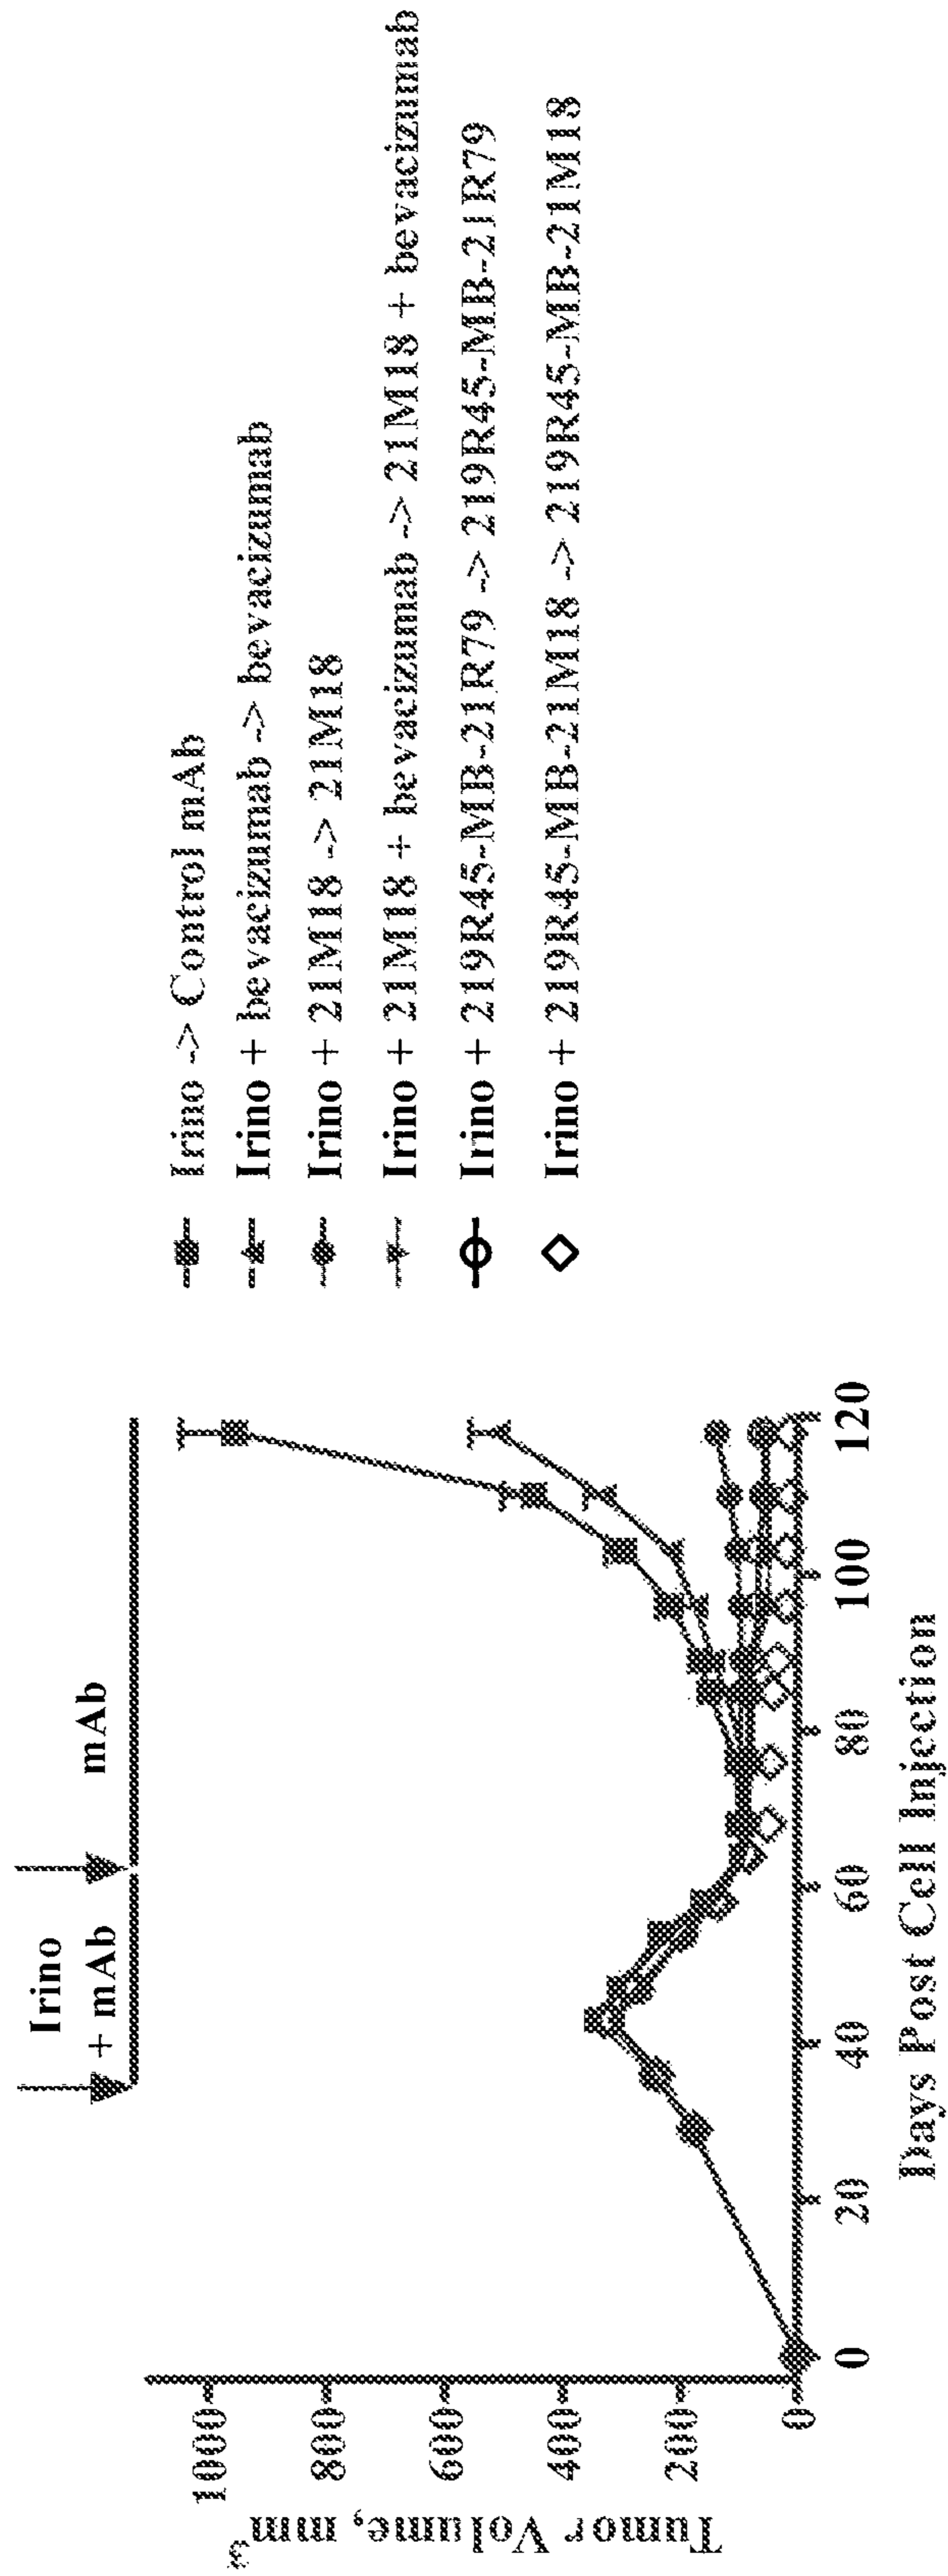 Irino
+ mAb
mAb
Tumor Volume, mm3
1000
800
600
400
200
0
0
20
40
60
80
100
120
Days Post Cell Injection
Irino -> Control mAb
Irino + bevacizumab -> bevacizumab
Irino + 21M18 -> 21M18
Irino + 21M18 + bevacizumab -> 21M18 + bevacizumab
Irino + 219R45-MB-21R79 -> 219R45-MB-21R79
Irino + 219R45-MB-21M18 -> 219R45-MB-21M18